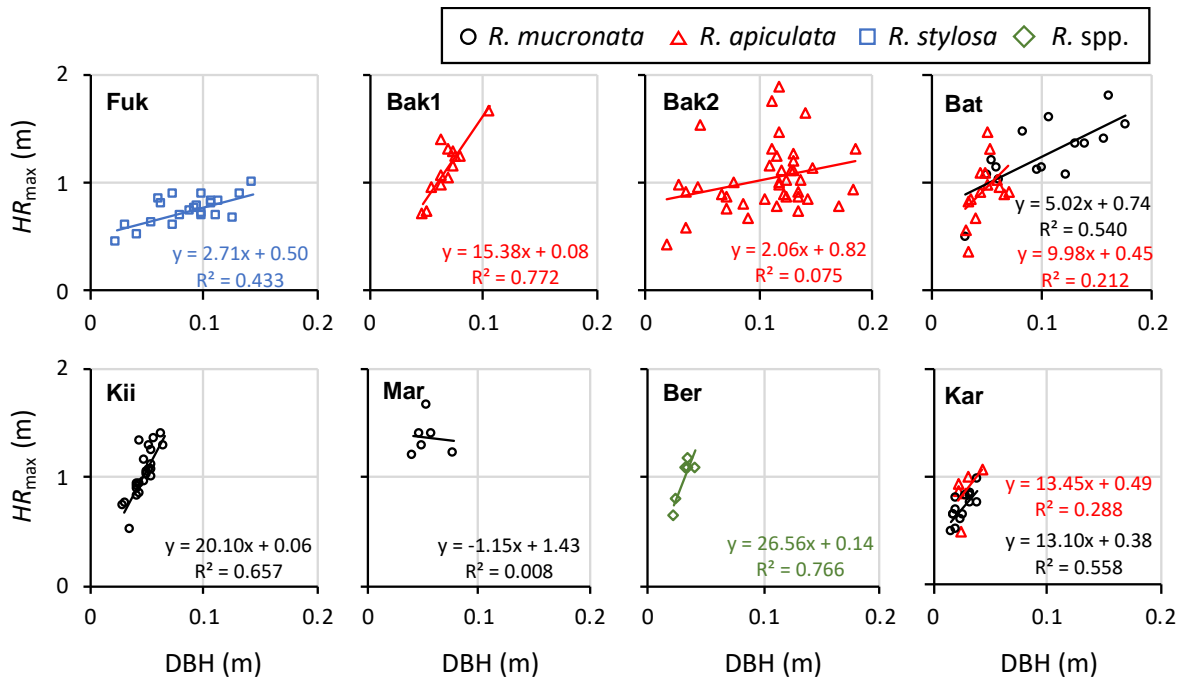 R. mucronata R. apiculata R. stylosa R. spp.
HRmax (m)
2
1
0
Fuk
y = 2.71x + 0.50
R² = 0.433
0 0.1 0.2
Bak1
y = 15.38x + 0.08
R² = 0.772
0 0.1 0.2
Bak2
y = 2.06x + 0.82
R² = 0.075
0 0.1 0.2
Bat
y = 5.02x + 0.74
R² = 0.540
y = 9.98x + 0.45
R² = 0.212
0 0.1 0.2
HRmax (m)
2
1
0
Kii
y = 20.10x + 0.06
R² = 0.657
0 0.1 0.2
DBH (m)
Mar
y = -1.15x + 1.43
R² = 0.008
0 0.1 0.2
DBH (m)
Ber
y = 26.56x + 0.14
R² = 0.766
0 0.1 0.2
DBH (m)
Kar
y = 13.45x + 0.49
R² = 0.288
y = 13.10x + 0.38
R² = 0.558
0 0.1 0.2
DBH (m)